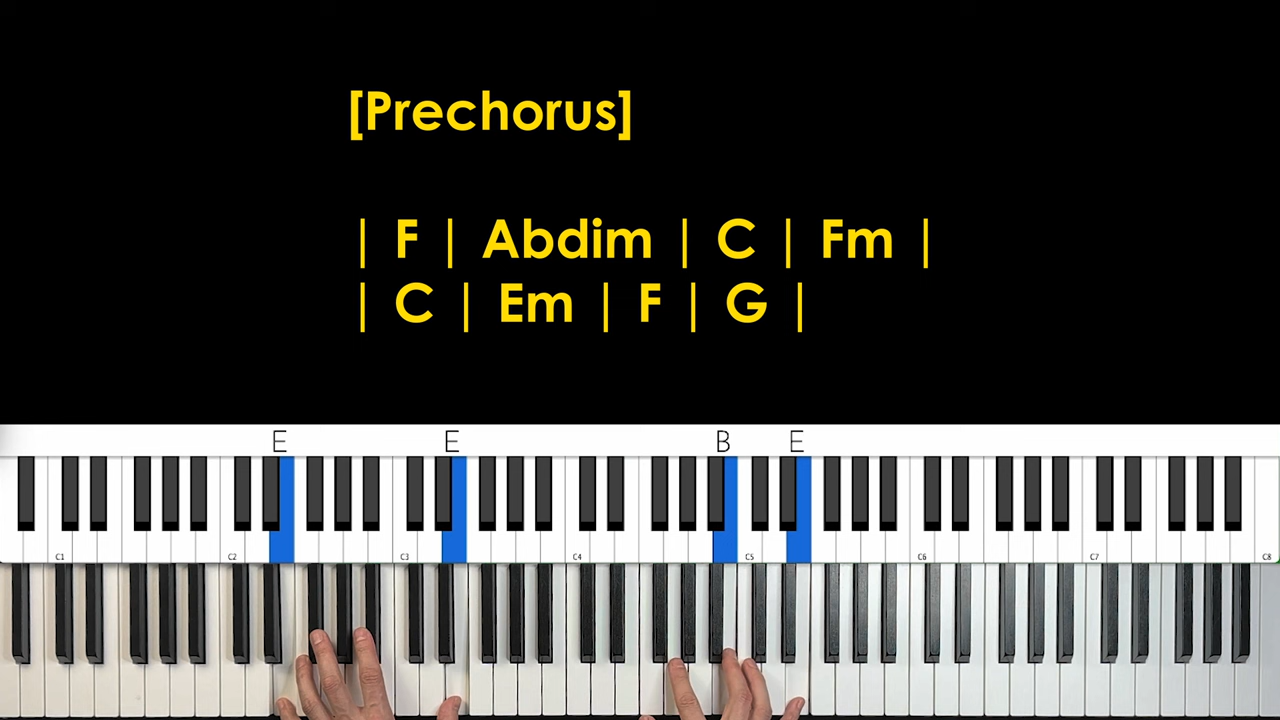 [Prechorus]
| F | Abdim | C | Fm |
| C | Em | F | G |
E E B E
C1 C2 C3 C4 C5 C6 C7 C8